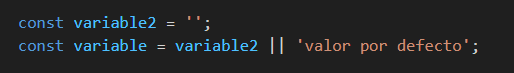 const variable2 = '';
const variable = variable2 || 'valor por defecto';